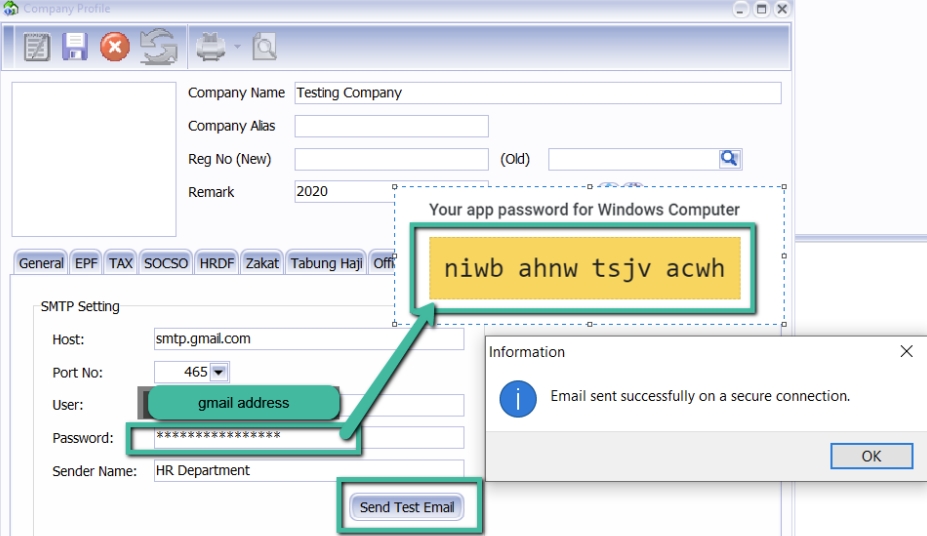 Company Profile
Company Name Testing Company
Company Alias
Reg No (New) (Old)
Remark 2020
Your app password for Windows Computer
niwb ahnw tsjv acwh
General EPF TAX SOCSO HRDF Zakat Tabung Haji
SMTP Setting
Host: smtp.gmail.com
Port No: 465
User: gmail address
Password: ****************
Sender Name: HR Department
Send Test Email
Information
Email sent successfully on a secure connection.
OK